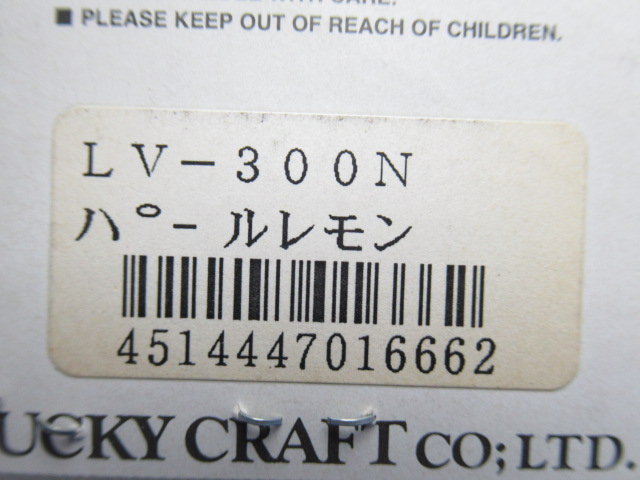 ■ PLEASE KEEP OUT OF REACH OF CHILDREN.
LV-300N
パールレモン
4514447016662
UCKY CRAFT CO;LTD.